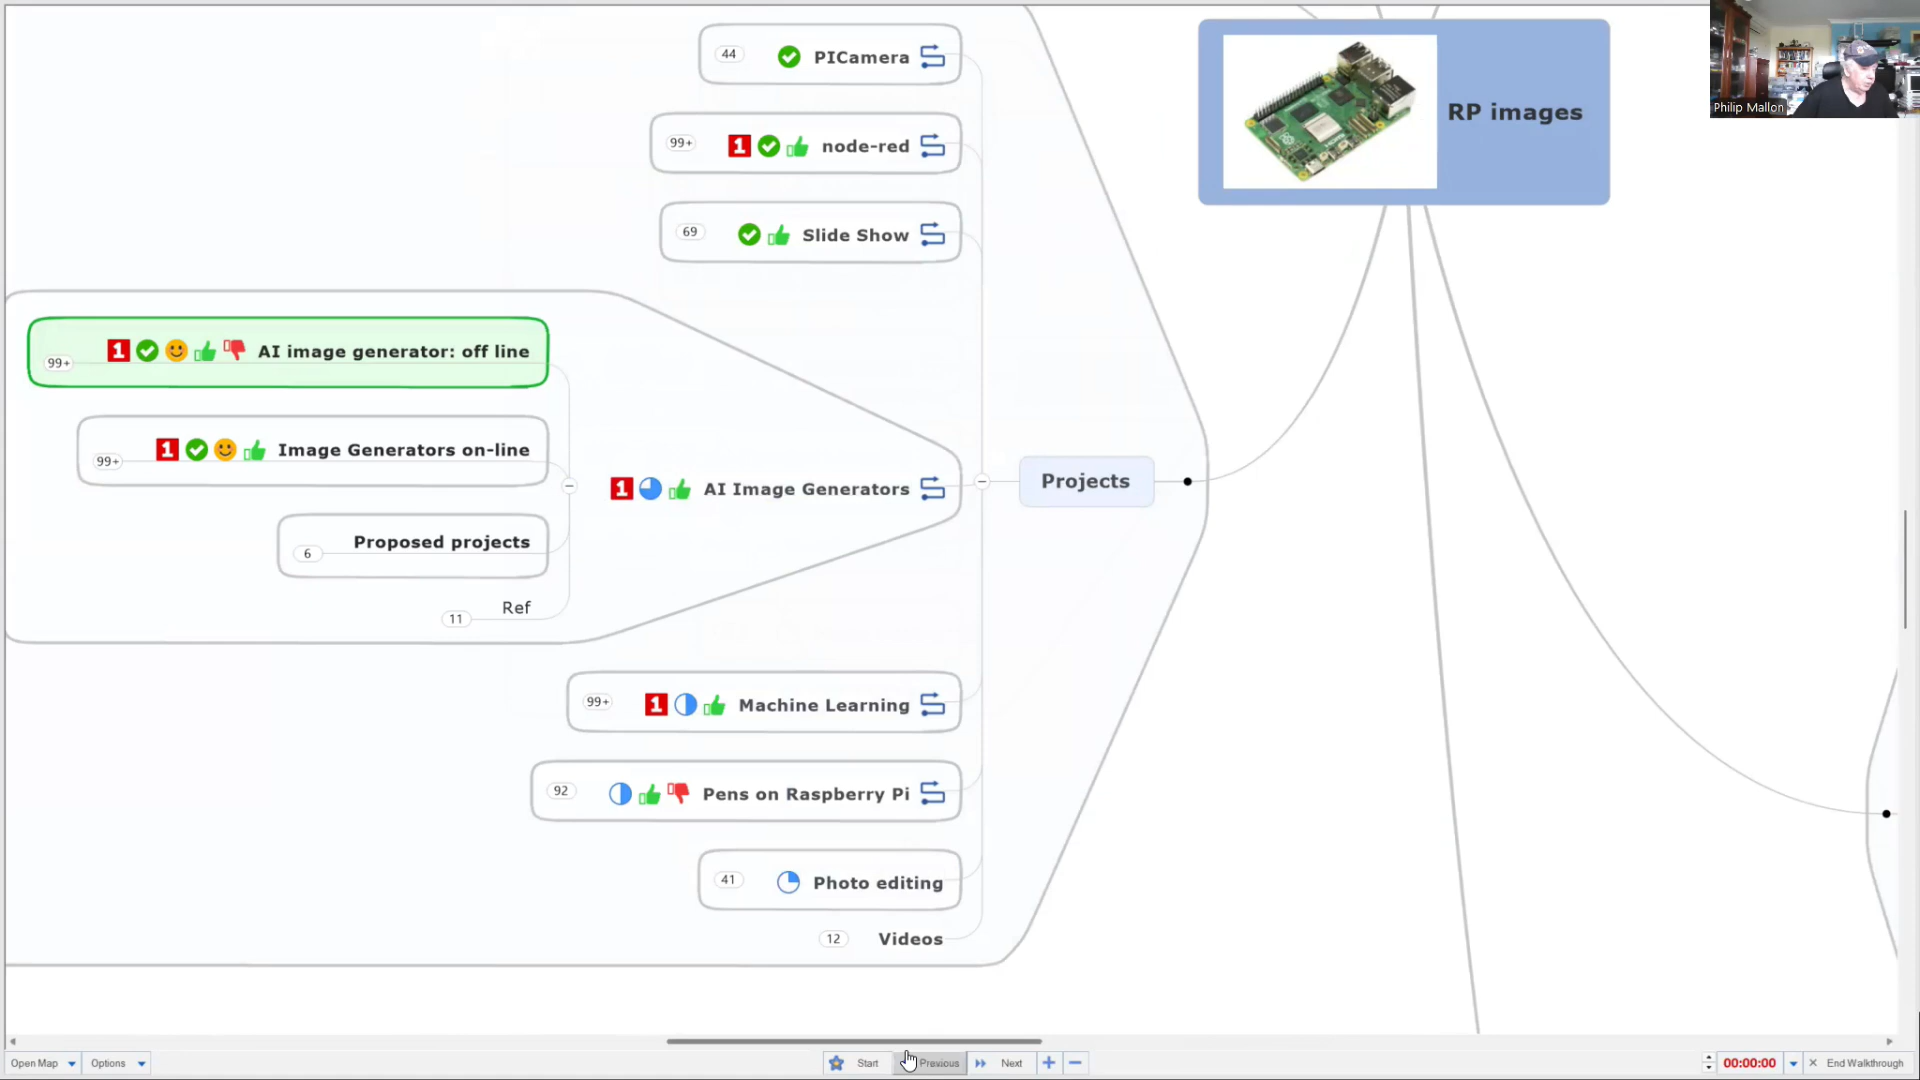 44 PICamera
99+ 1 node-red
69 Slide Show
RP images
Philip Mallon
99+ 1 AI image generator: off line
99+ 1 Image Generators on-line
6 Proposed projects
11 Ref
1 AI Image Generators
Projects
99+ 1 Machine Learning
92 Pens on Raspberry Pi
41 Photo editing
12 Videos
Open Map Options Start Previous Next 00:00:00 End Walkthrough